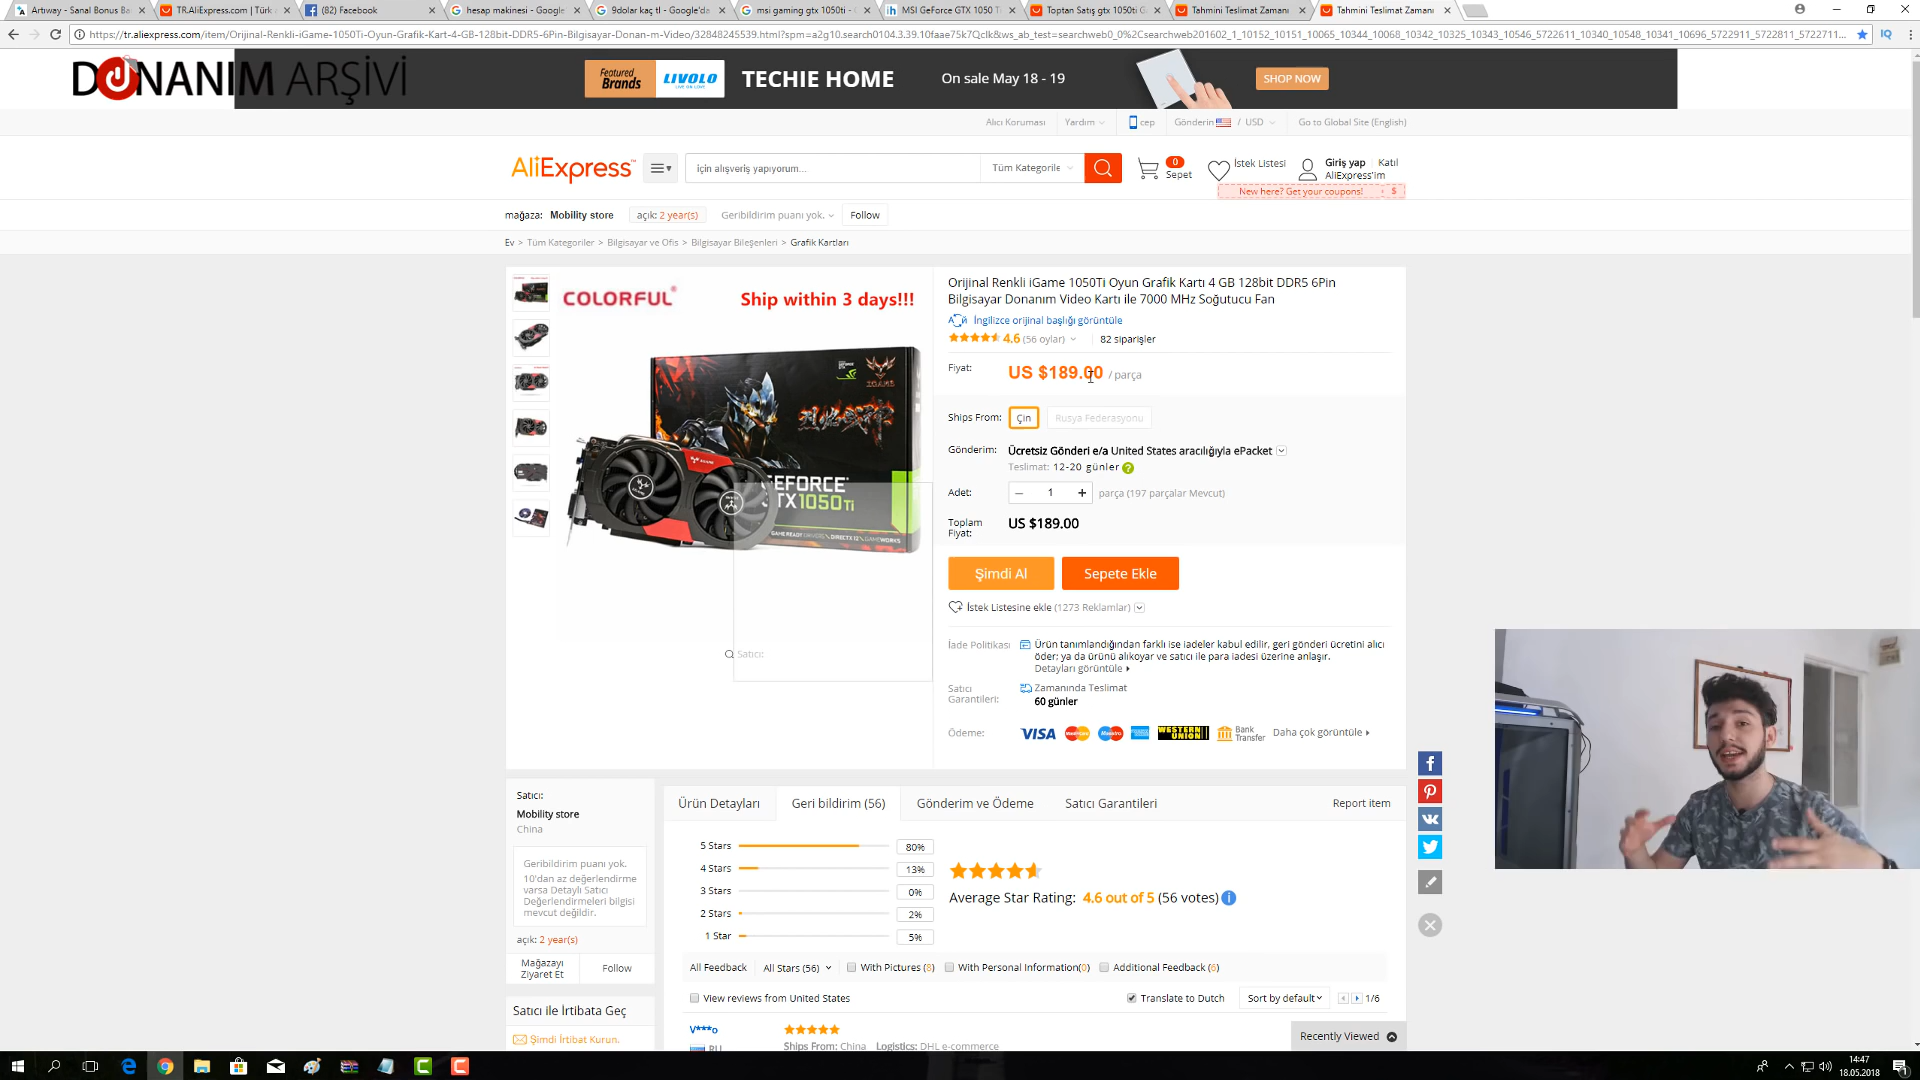 Artıway - Sanal Bonus Ba
TR.AliExpress.com | Türk a
(82) Facebook
hesap makinesi - Google
9dolar kaç tl - Google'da
msi gaming gtx 1050ti -
MSI GeForce GTX 1050 T
Toptan Satış gtx 1050ti G
Tahmini Teslimat Zamanı
Tahmini Teslimat Zamanı
https://tr.aliexpress.com/item/Orijinal-Renkli-iGame-1050Ti-Oyun-Grafik-Kart-4-GB-128bit-DDR5-6Pin-Bilgisayar-Donan-m-Video/32848245539.html?spm=a2g10.search0104.3.39.10faae75k7Qclk&ws_ab_test=searchweb0_0%2Csearchweb201602_1_10152_10151_10065_10344_10068_10342_10325_10343_10546_5722611_10340_10548_10341_10696_5722911_5722811_5722711...
DONANIM ARŞİVİ
Featured Brands
LIVOLO
TECHIE HOME
On sale May 18 - 19
SHOP NOW
Alıcı Koruması
Yardım
cep
Gönderin / USD
Go to Global Site (English)
AliExpress™
için alışveriş yapıyorum...
Tüm Kategorile
0
Sepet
İstek Listesi
Giriş yap
Katıl
AliExpress'im
New here? Get your coupons! $
mağaza: Mobility store
açık: 2 year(s)
Geribildirim puanı yok.
Follow
Ev > Tüm Kategoriler > Bilgisayar ve Ofis > Bilgisayar Bileşenleri > Grafik Kartları
COLORFUL®
Ship within 3 days!!!
GEFORCE
GTX 1050 Ti
GAME READY DRIVERS DIRECTX 12 GAMEWORKS
Satıcı:
Orijinal Renkli iGame 1050Ti Oyun Grafik Kartı 4 GB 128bit DDR5 6Pin
Bilgisayar Donanım Video Kartı ile 7000 MHz Soğutucu Fan
İngilizce orijinal başlığı görüntüle
4.6 (56 oylar)
82 siparişler
Fiyat:
US $189.00 / parça
Ships From:
Çin
Rusya Federasyonu
Gönderim:
Ücretsiz Gönderi e/a United States aracılığıyla ePacket
Teslimat: 12-20 günler
Adet:
1
parça (197 parçalar Mevcut)
Toplam Fiyat:
US $189.00
Şimdi Al
Sepete Ekle
İstek Listesine ekle (1273 Reklamlar)
İade Politikası
Ürün tanımlandığından farklı ise iadeler kabul edilir, geri gönderi ücretini alıcı
öder; ya da ürünü alıkoyar ve satıcı ile para iadesi üzerine anlaşır.
Detayları görüntüle
Satıcı Garantileri:
Zamanında Teslimat
60 günler
Ödeme:
VISA
MasterCard
Maestro
WESTERN UNION
Bank Transfer
Daha çok görüntüle
Satıcı:
Mobility store
China
Geribildirim puanı yok.
10'dan az değerlendirme
varsa Detaylı Satıcı
Değerlendirmeleri bilgisi
mevcut değildir.
açık: 2 year(s)
Mağazayı Ziyaret Et
Follow
Satıcı ile İrtibata Geç
Şimdi İrtibat Kurun.
Ürün Detayları
Geri bildirim (56)
Gönderim ve Ödeme
Satıcı Garantileri
Report item
5 Stars 80%
4 Stars 13%
3 Stars 0%
2 Stars 2%
1 Star 5%
Average Star Rating: 4.6 out of 5 (56 votes)
All Feedback
All Stars (56)
With Pictures (8)
With Personal Information(0)
Additional Feedback (6)
View reviews from United States
Translate to Dutch
Sort by default
1/6
V***o
RU
Ships From: China Logistics: DHL e-commerce
Recently Viewed
14:47
18.05.2018